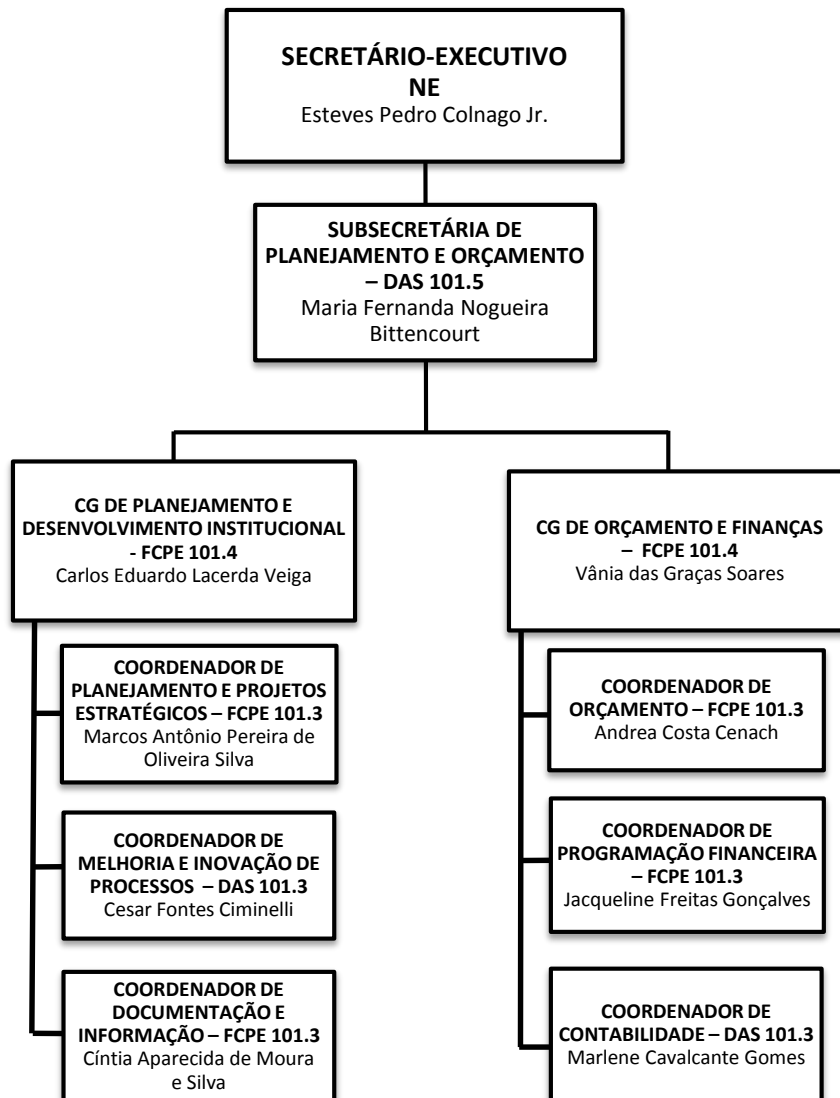 SECRETÁRIO-EXECUTIVO
NE
Esteves Pedro Colnago Jr.
SUBSECRETÁRIA DE
PLANEJAMENTO E ORÇAMENTO
– DAS 101.5
Maria Fernanda Nogueira
Bittencourt
CG DE PLANEJAMENTO E
DESENVOLVIMENTO INSTITUCIONAL
- FCPE 101.4
Carlos Eduardo Lacerda Veiga
COORDENADOR DE
PLANEJAMENTO E PROJETOS
ESTRATÉGICOS – FCPE 101.3
Marcos Antônio Pereira de
Oliveira Silva
COORDENADOR DE
MELHORIA E INOVAÇÃO DE
PROCESSOS – DAS 101.3
Cesar Fontes Ciminelli
COORDENADOR DE
DOCUMENTAÇÃO E
INFORMAÇÃO – FCPE 101.3
Cíntia Aparecida de Moura
e Silva
CG DE ORÇAMENTO E FINANÇAS
– FCPE 101.4
Vânia das Graças Soares
COORDENADOR DE
ORÇAMENTO – FCPE 101.3
Andrea Costa Cenach
COORDENADOR DE
PROGRAMAÇÃO FINANCEIRA
– FCPE 101.3
Jacqueline Freitas Gonçalves
COORDENADOR DE
CONTABILIDADE – DAS 101.3
Marlene Cavalcante Gomes